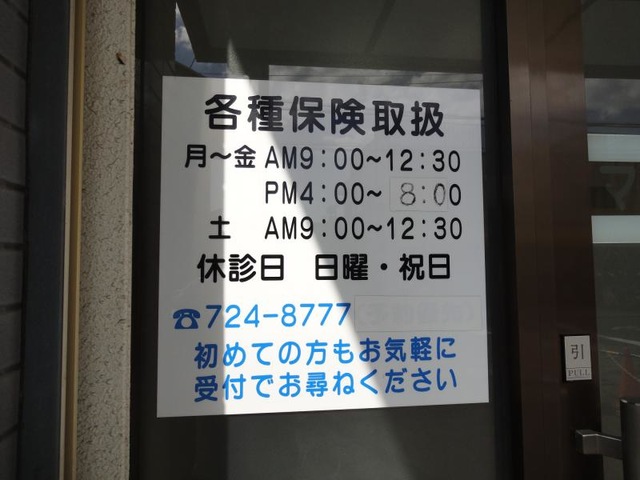 各種保険取扱
月～金 AM9:00～12:30
PM4:00～ 8:00
土 AM9:00～12:30
休診日 日曜・祝日
☎724-8777
初めての方もお気軽に
受付でお尋ねください
引
PULL
マ